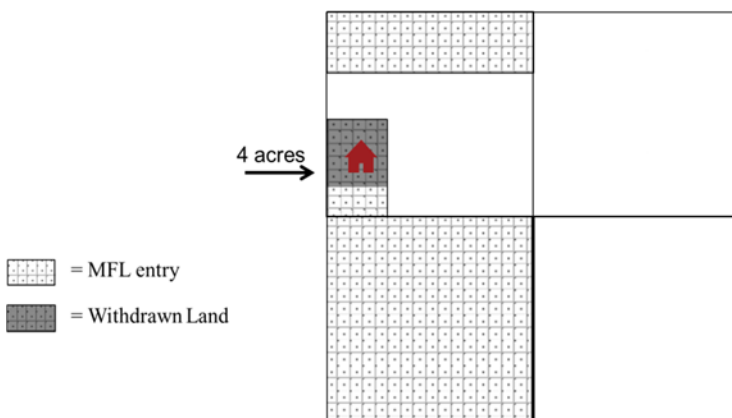 4 acres
= MFL entry
= Withdrawn Land